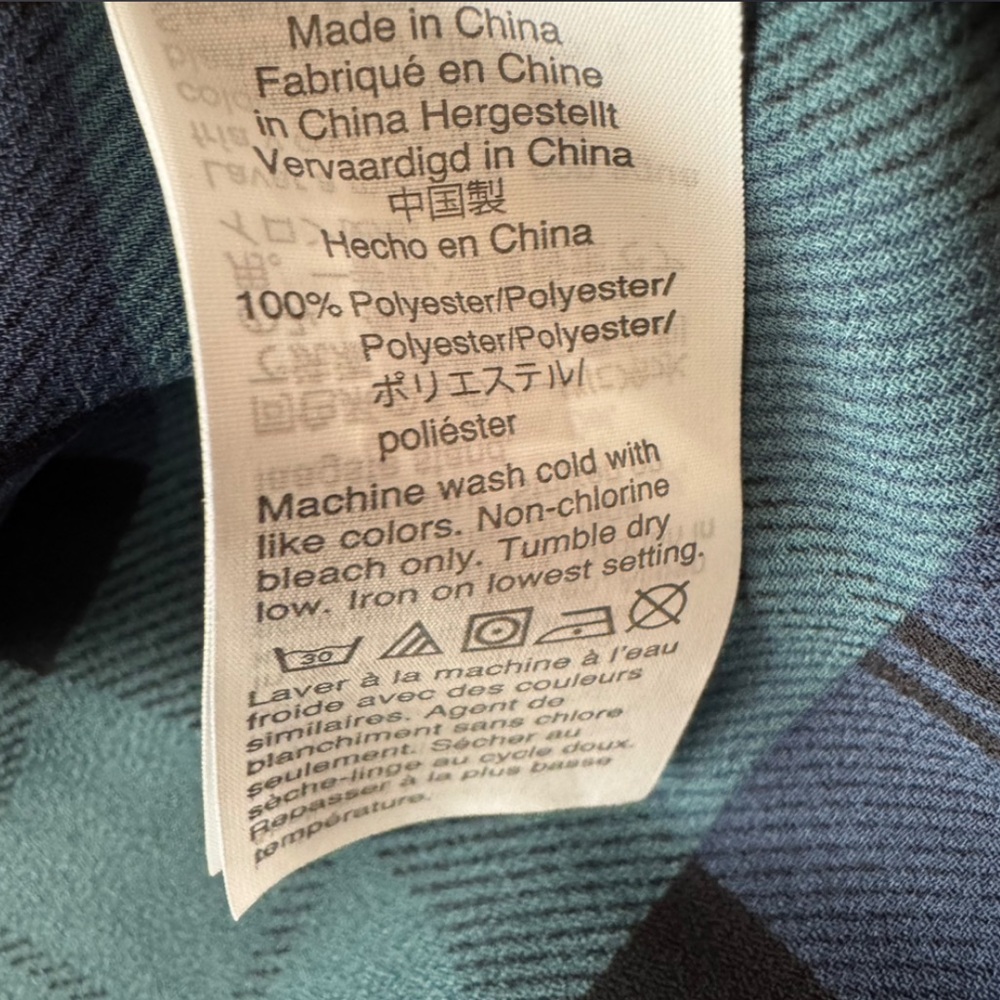 Made in China
Fabriqué en Chine
in China Hergestellt
Vervaardigd in China
中国製
Hecho en China
100% Polyester/Polyester/
Polyester/Polyester/
ポリエステル/
poliéster
Machine wash cold with
like colors. Non-chlorine
bleach only. Tumble dry
low. Iron on lowest setting.
30
Laver à la machine à l'eau
froide avec des couleurs
similaires. Agent de
blanchiment sans chlore
seulement. Sécher au
sèche-linge au cycle doux.
Repasser à la plus basse
température.